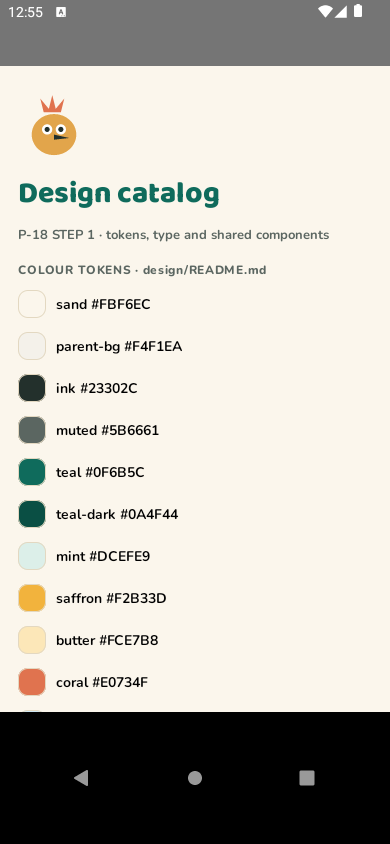 12:55
A
Design catalog
P-18 STEP 1 · tokens, type and shared components
COLOUR TOKENS · design/README.md
sand #FBF6EC
parent-bg #F4F1EA
ink #23302C
muted #5B6661
teal #0F6B5C
teal-dark #0A4F44
mint #DCEFE9
saffron #F2B33D
butter #FCE7B8
coral #E0734F